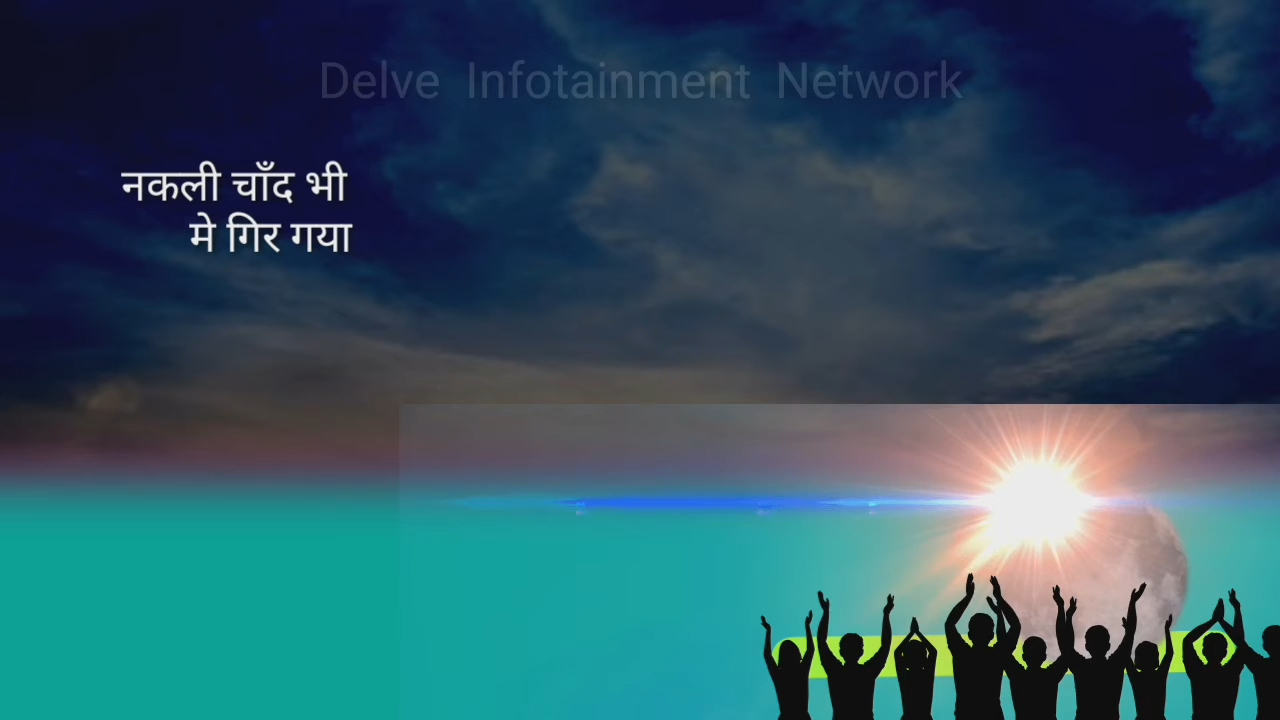 Delve Infotainment Network
नकली चाँद भी
मे गिर गया